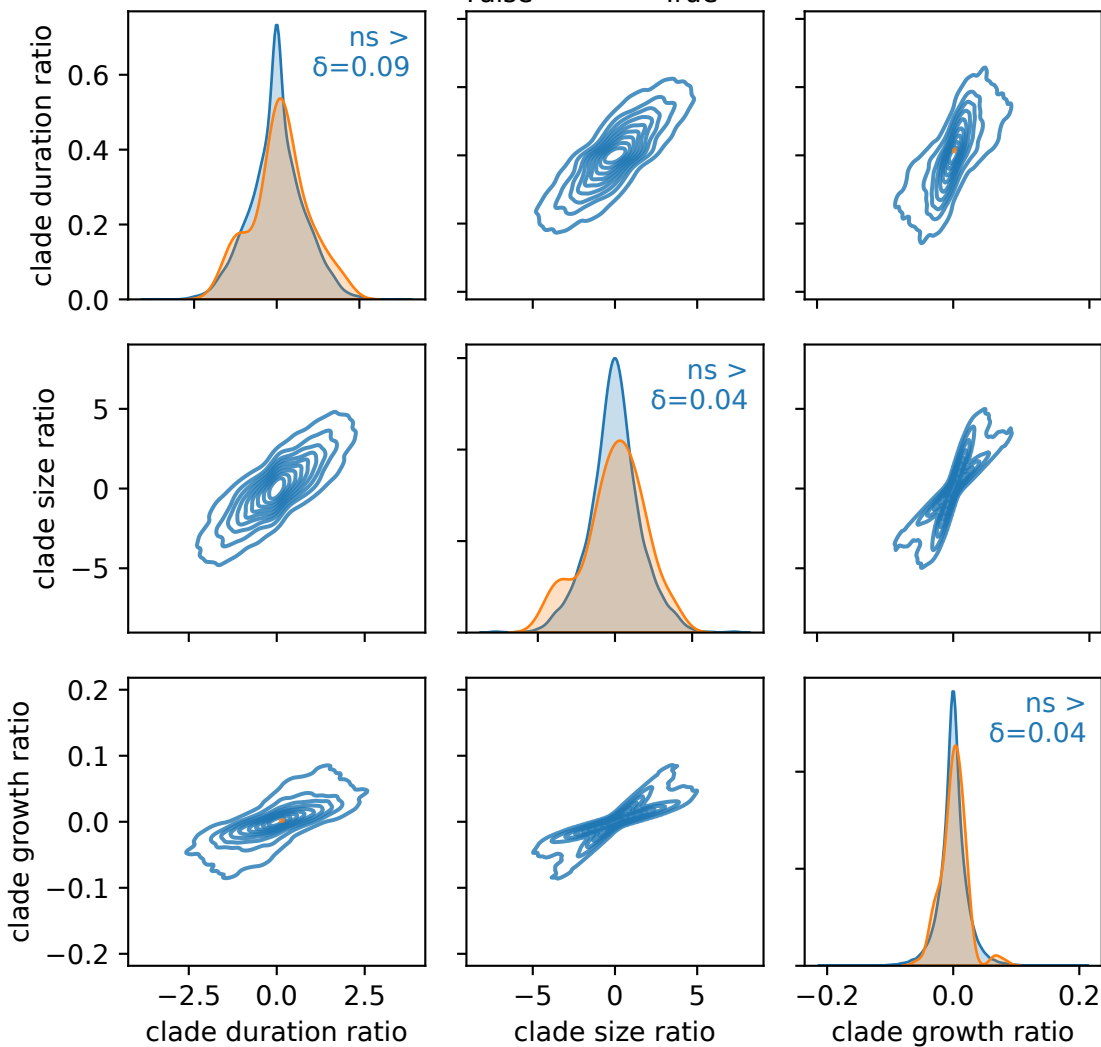 0.0
0.2
0.4
0.6
clade duration ratio
ns >
δ=0.09
−5
0
5
clade size ratio
ns >
δ=0.04
−0.2
−0.1
0.0
0.1
0.2
clade growth ratio
ns >
δ=0.04
−2.5 0.0 2.5
clade duration ratio
−5 0 5
clade size ratio
−0.2 0.0 0.2
clade growth ratio